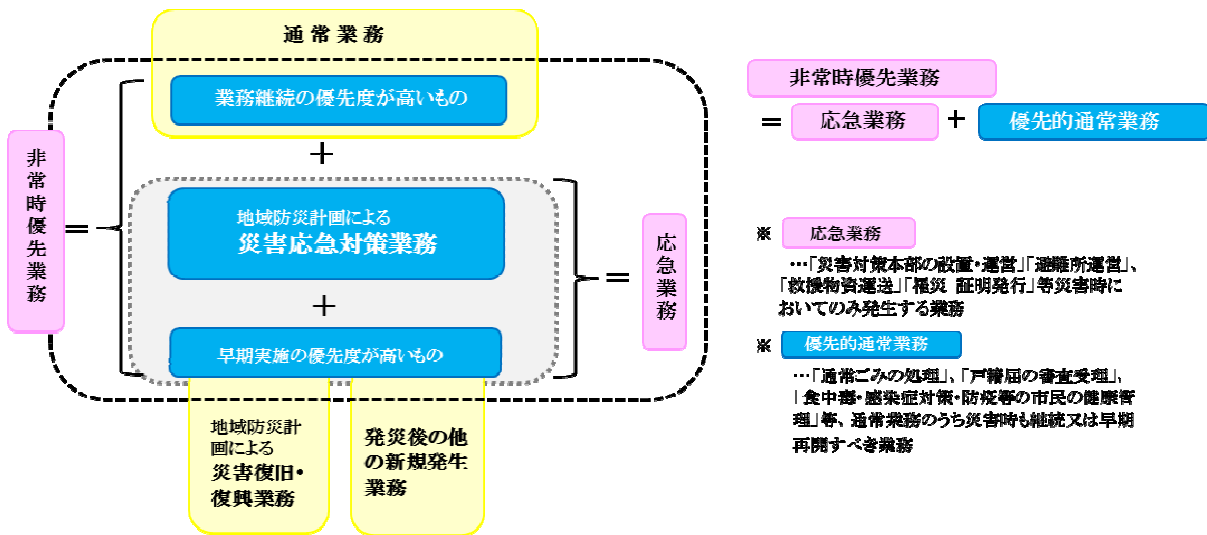 通常業務
業務継続の優先度が高いもの
＋
非常時優先業務
＝
地域防災計画による
災害応急対策業務
＋
早期実施の優先度が高いもの
＝
応急業務
地域防災計
画による
災害復旧・
復興業務
発災後の他
の新規発生
業務
非常時優先業務
＝ 応急業務 ＋ 優先的通常業務
※ 応急業務
…「災害対策本部の設置・運営」「避難所運営」、
「救援物資運送」「罹災 証明発行」等災害時に
おいてのみ発生する業務
※ 優先的通常業務
…「通常ごみの処理」、「戸籍届の審査受理」、
「食中毒・感染症対策・防疫等の市民の健康管
理」等、通常業務のうち災害時も継続又は早期
再開すべき業務